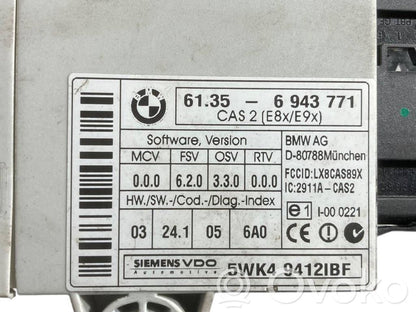 BMW
61.35 - 6 943 771
CAS 2 (E8x/E9x)
Software, Version
MCV FSV OSV RTV
0.0.0 6.2.0 3.3.0 0.0.0
HW./SW.-/Cod.-/Diag.-Index
03 24.1 05 6A0
BMW AG
D-80788München
FCCID:LX8CAS89X
IC:2911A-CAS2
e1 I-00 0221
CE
SIEMENS VDO
Automotive
5WK4 9412IBF
ovoko